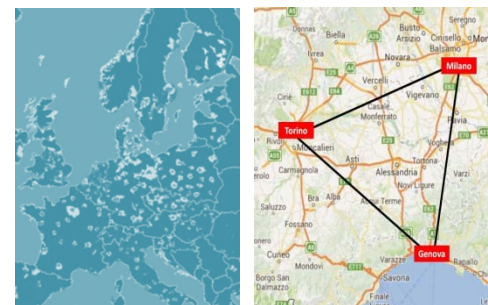 Seregno
Busto
Arsizio
Cinisello
Balsamo
Biella
Ivrea
Novara
Milano
Vercelli
Vigevano
Casale
Monferrato
Pavia
Torino
Moncalieri
Asti
Voghera
Carmagnola
Alessandria
Tortona
Varzi
Novi Ligure
Bra
Alba
Acqui Terme
Saluzzo
Fossano
Cuneo
Mondovì
Varazze
Genova
Rapallo
Savona
Borgo San
Dalmazzo
Finale